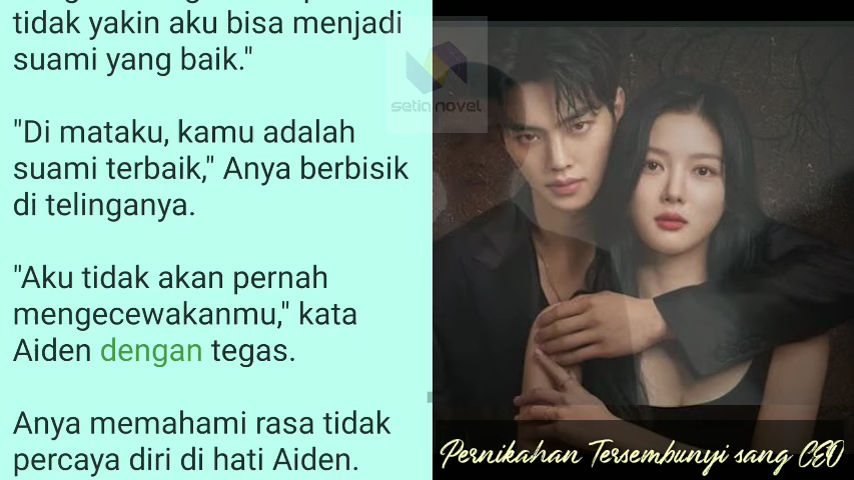 tidak yakin aku bisa menjadi
suami yang baik."
"Di mataku, kamu adalah
suami terbaik," Anya berbisik
di telinganya.
"Aku tidak akan pernah
mengecewakanmu," kata
Aiden dengan tegas.
Anya memahami rasa tidak
percaya diri di hati Aiden.
setia novel
Pernikahan Tersembunyi sang CEO